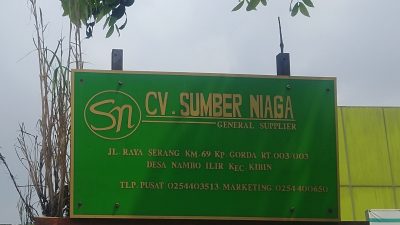 Sn
CV. SUMBER NIAGA
GENERAL SUPPLIER
JL. RAYA SERANG KM.69 KP. GORDA RT 003/003
DESA NAMBO ILIR KEC. KIBIN
TLP. PUSAT 0254403513 MARKETING 0254400650